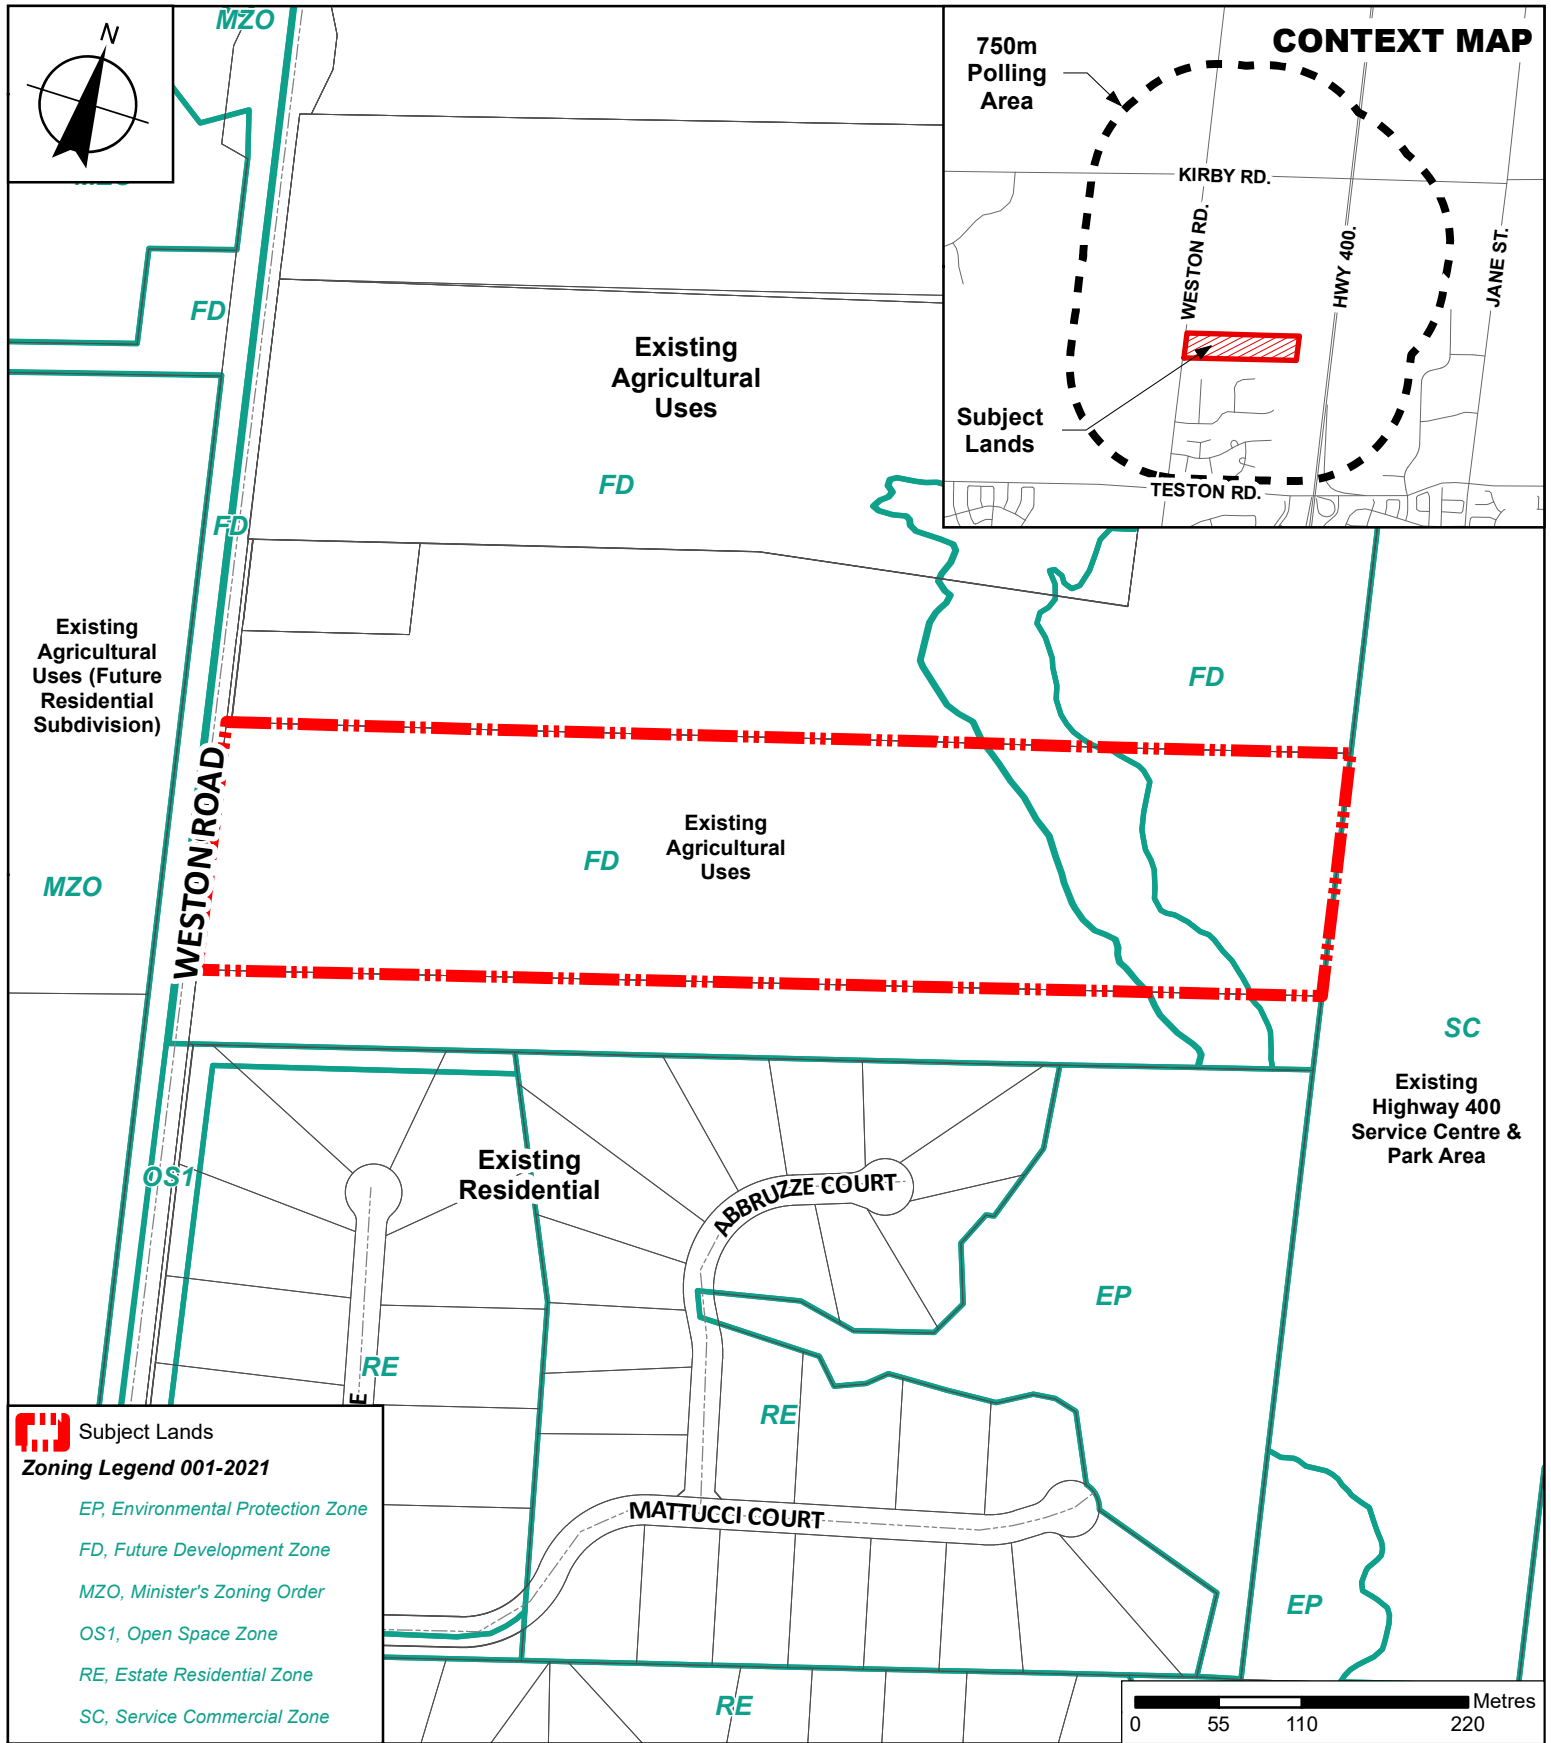 N
MZO
CONTEXT MAP
750m
Polling
Area
KIRBY RD.
WESTON RD.
HWY 400.
JANE ST.
Subject
Lands
TESTON RD.
MZO
FD
Existing
Agricultural
Uses
FD
FD
Existing
Agricultural
Uses (Future
Residential
Subdivision)
FD
WESTON ROAD
Existing
Agricultural
Uses
FD
MZO
SC
Existing
Highway 400
Service Centre &
Park Area
OS1
Existing
Residential
ABBRUZZE COURT
EP
RE
E
RE
MATTUCCI COURT
EP
RE
Subject Lands
Zoning Legend 001-2021
EP, Environmental Protection Zone
FD, Future Development Zone
MZO, Minister's Zoning Order
OS1, Open Space Zone
RE, Estate Residential Zone
SC, Service Commercial Zone
Metres
0 55 110 220